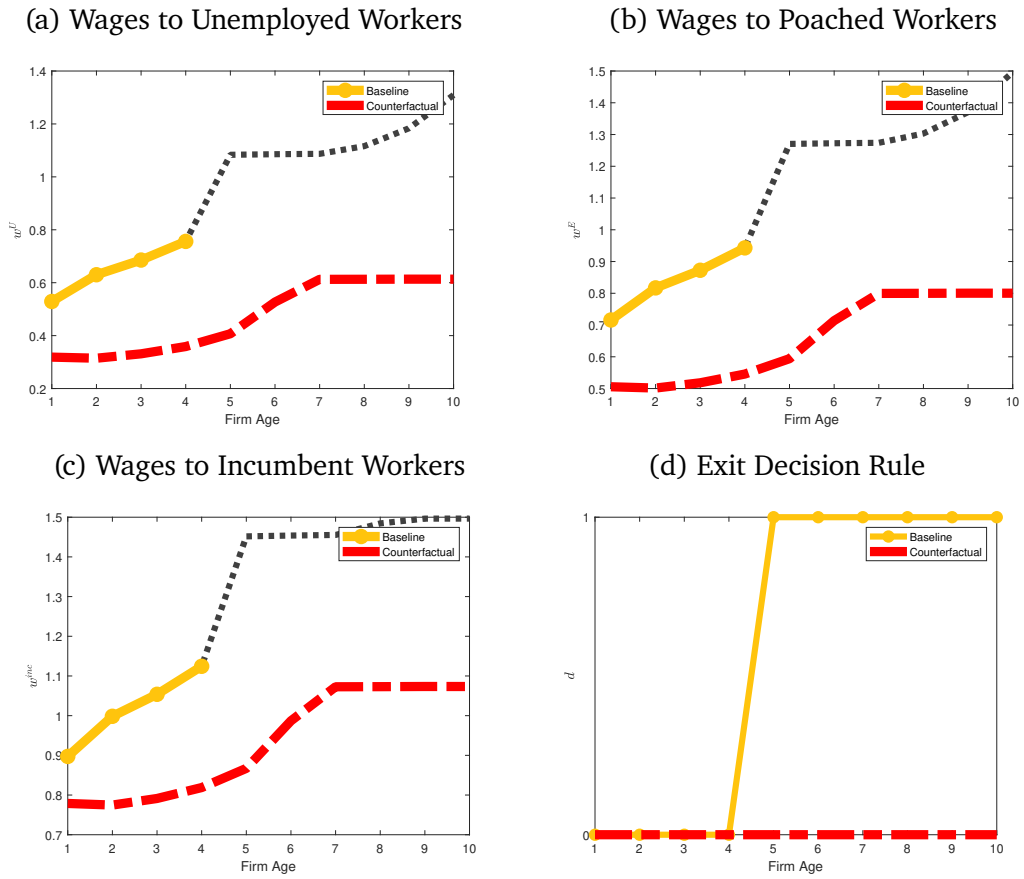 (a) Wages to Unemployed Workers
1.4
1.2
1
0.8
0.6
0.4
0.2
w^U
Baseline
Counterfactual
1 2 3 4 5 6 7 8 9 10
Firm Age
(b) Wages to Poached Workers
1.5
1.4
1.3
1.2
1.1
1
0.9
0.8
0.7
0.6
0.5
w^E
Baseline
Counterfactual
1 2 3 4 5 6 7 8 9 10
Firm Age
(c) Wages to Incumbent Workers
1.5
1.4
1.3
1.2
1.1
1
0.9
0.8
0.7
w^{inc}
Baseline
Counterfactual
1 2 3 4 5 6 7 8 9 10
Firm Age
(d) Exit Decision Rule
1
0
d
Baseline
Counterfactual
1 2 3 4 5 6 7 8 9 10
Firm Age